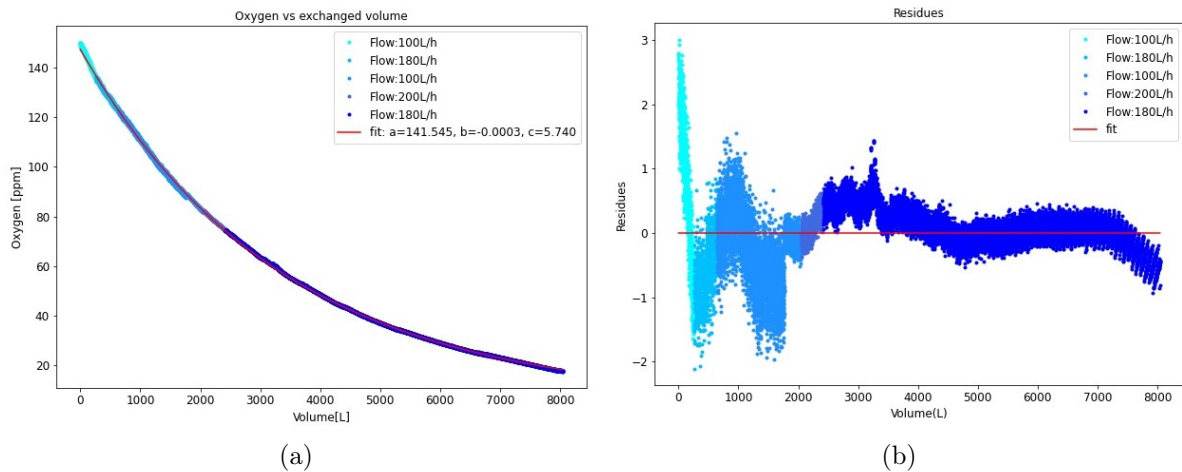 Oxygen vs exchanged volume
Oxygen [ppm]
140
120
100
80
60
40
20
Flow:100L/h
Flow:180L/h
Flow:100L/h
Flow:200L/h
Flow:180L/h
fit: a=141.545, b=-0.0003, c=5.740
0 1000 2000 3000 4000 5000 6000 7000 8000
Volume[L]
(a)
Residues
Residues
3
2
1
0
−1
−2
Flow:100L/h
Flow:180L/h
Flow:100L/h
Flow:200L/h
Flow:180L/h
fit
0 1000 2000 3000 4000 5000 6000 7000 8000
Volume(L)
(b)